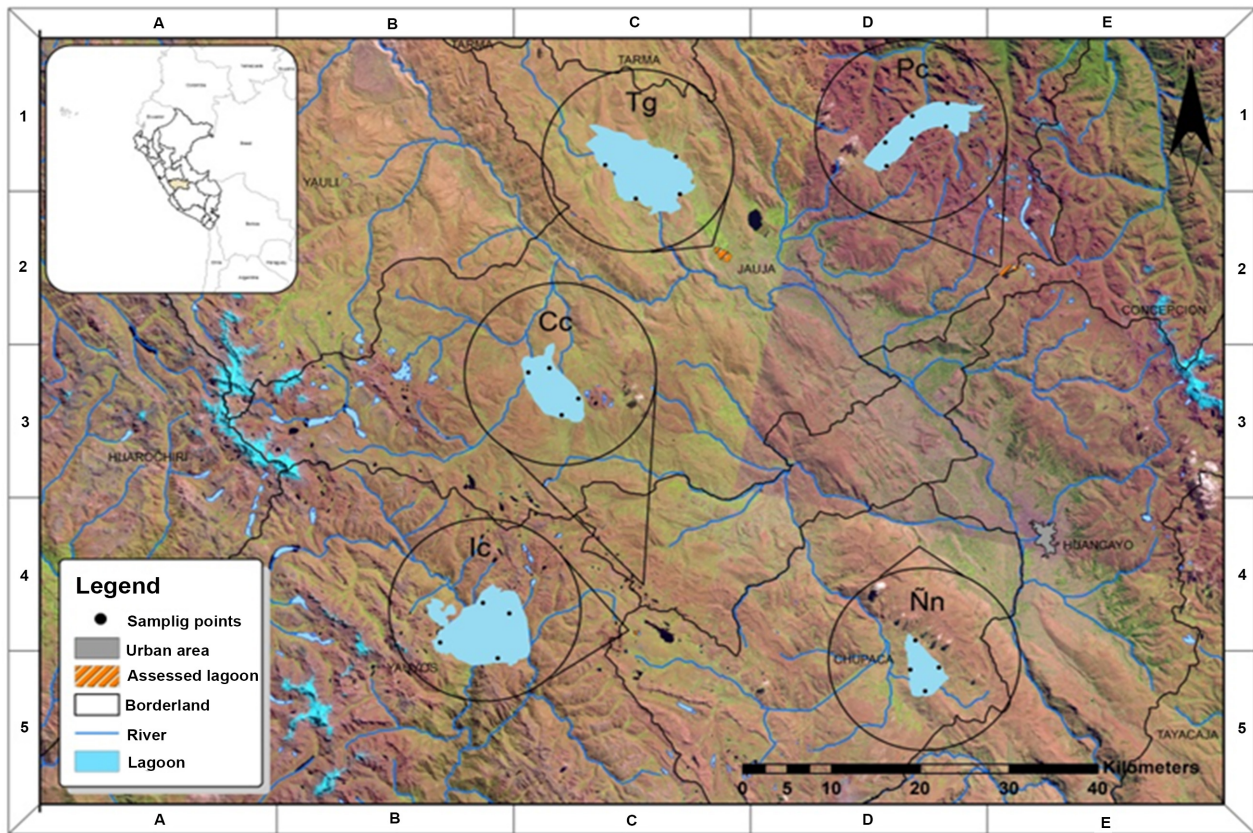 A B C D E
TARMA
TARMA
Pc
Tg
1 1
YAULI
2 2
JAUJA
CONCEPCION
Cc
3 3
HUAROCHIRI
HUANCAYO
4 4
Ic
Ñn
Legend
Samplig points
Urban area
Assessed lagoon
Borderland
River
Lagoon
YAUYOS
CHUPACA
5 5
TAYACAJA
Kilometers
0 5 10 20 30 40
A B C D E